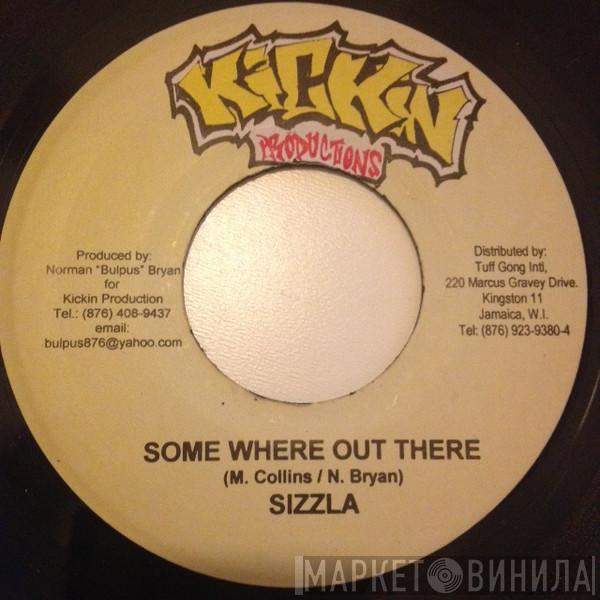 KiCKiN
PRODUCTIONS
Produced by:
Norman "Bulpus" Bryan
for
Kickin Production
Tel.: (876) 408-9437
email:
bulpus876@yahoo.com
Distributed by:
Tuff Gong Intl,
220 Marcus Gravey Drive.
Kingston 11
Jamaica, W.I.
Tel: (876) 923-9380-4
SOME WHERE OUT THERE
(M. Collins / N. Bryan)
SIZZLA
МАРКЕТ ВИНИЛА